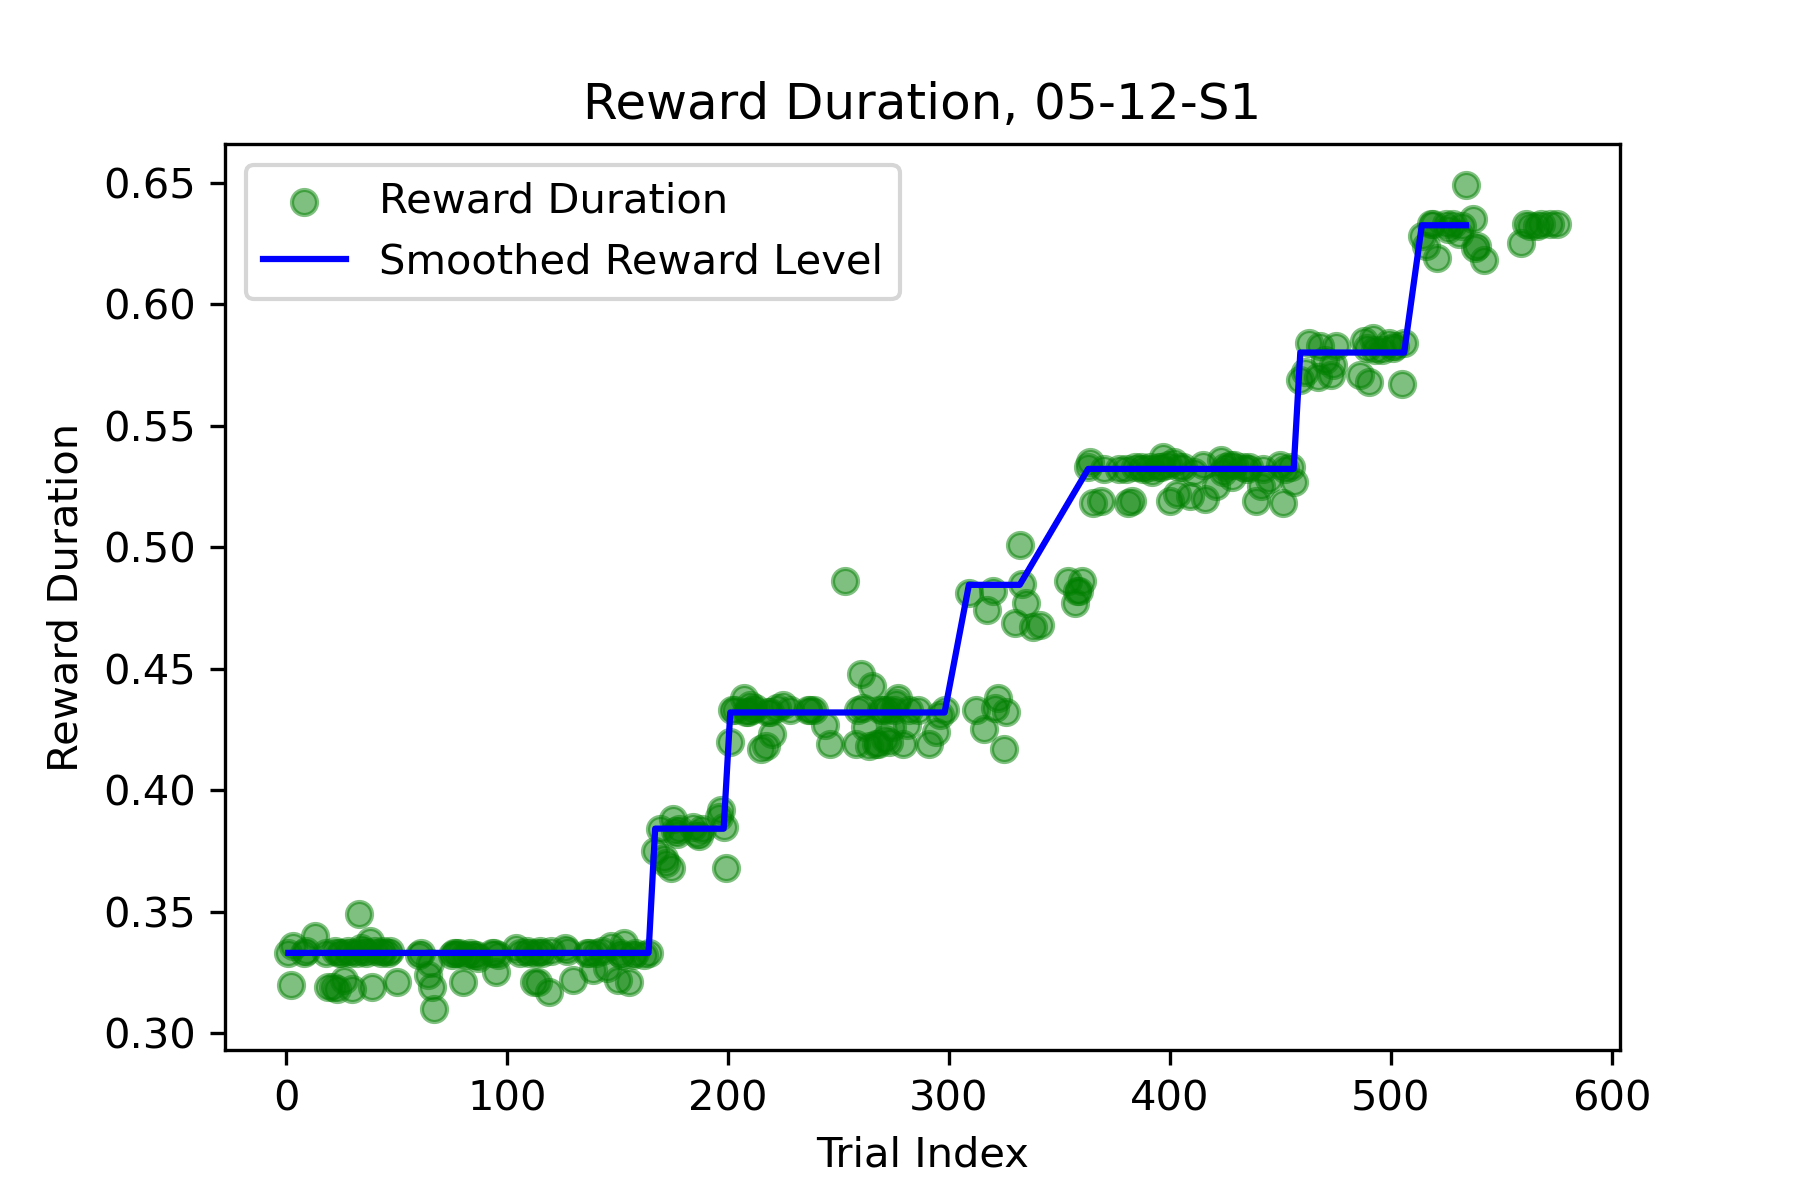 Reward Duration, 05-12-S1
Reward Duration
Smoothed Reward Level
0.65
0.60
0.55
0.50
0.45
0.40
0.35
0.30
Reward Duration
0 100 200 300 400 500 600
Trial Index